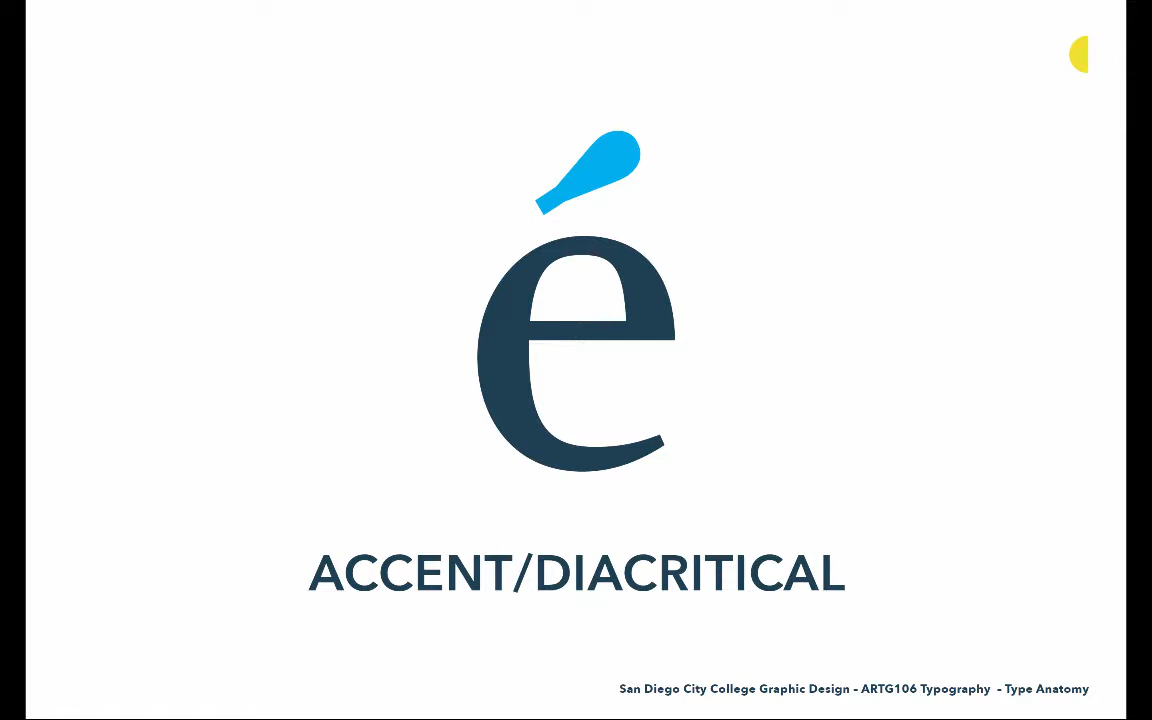 é
ACCENT/DIACRITICAL
San Diego City College Graphic Design – ARTG106 Typography – Type Anatomy